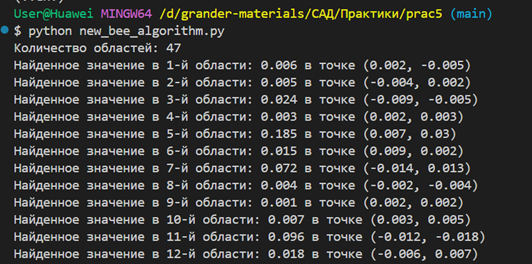 User@Huawei MINGW64 /d/grander-materials/САД/Практики/prac5 (main)
$ python new_bee_algorithm.py
Количество областей: 47
Найденное значение в 1-й области: 0.006 в точке (0.002, -0.005)
Найденное значение в 2-й области: 0.005 в точке (-0.004, 0.002)
Найденное значение в 3-й области: 0.024 в точке (-0.009, -0.005)
Найденное значение в 4-й области: 0.003 в точке (0.002, 0.003)
Найденное значение в 5-й области: 0.185 в точке (0.007, 0.03)
Найденное значение в 6-й области: 0.015 в точке (0.009, 0.002)
Найденное значение в 7-й области: 0.072 в точке (-0.014, 0.013)
Найденное значение в 8-й области: 0.004 в точке (-0.002, -0.004)
Найденное значение в 9-й области: 0.001 в точке (0.002, 0.002)
Найденное значение в 10-й области: 0.007 в точке (0.003, 0.005)
Найденное значение в 11-й области: 0.096 в точке (-0.012, -0.018)
Найденное значение в 12-й области: 0.018 в точке (-0.006, 0.007)